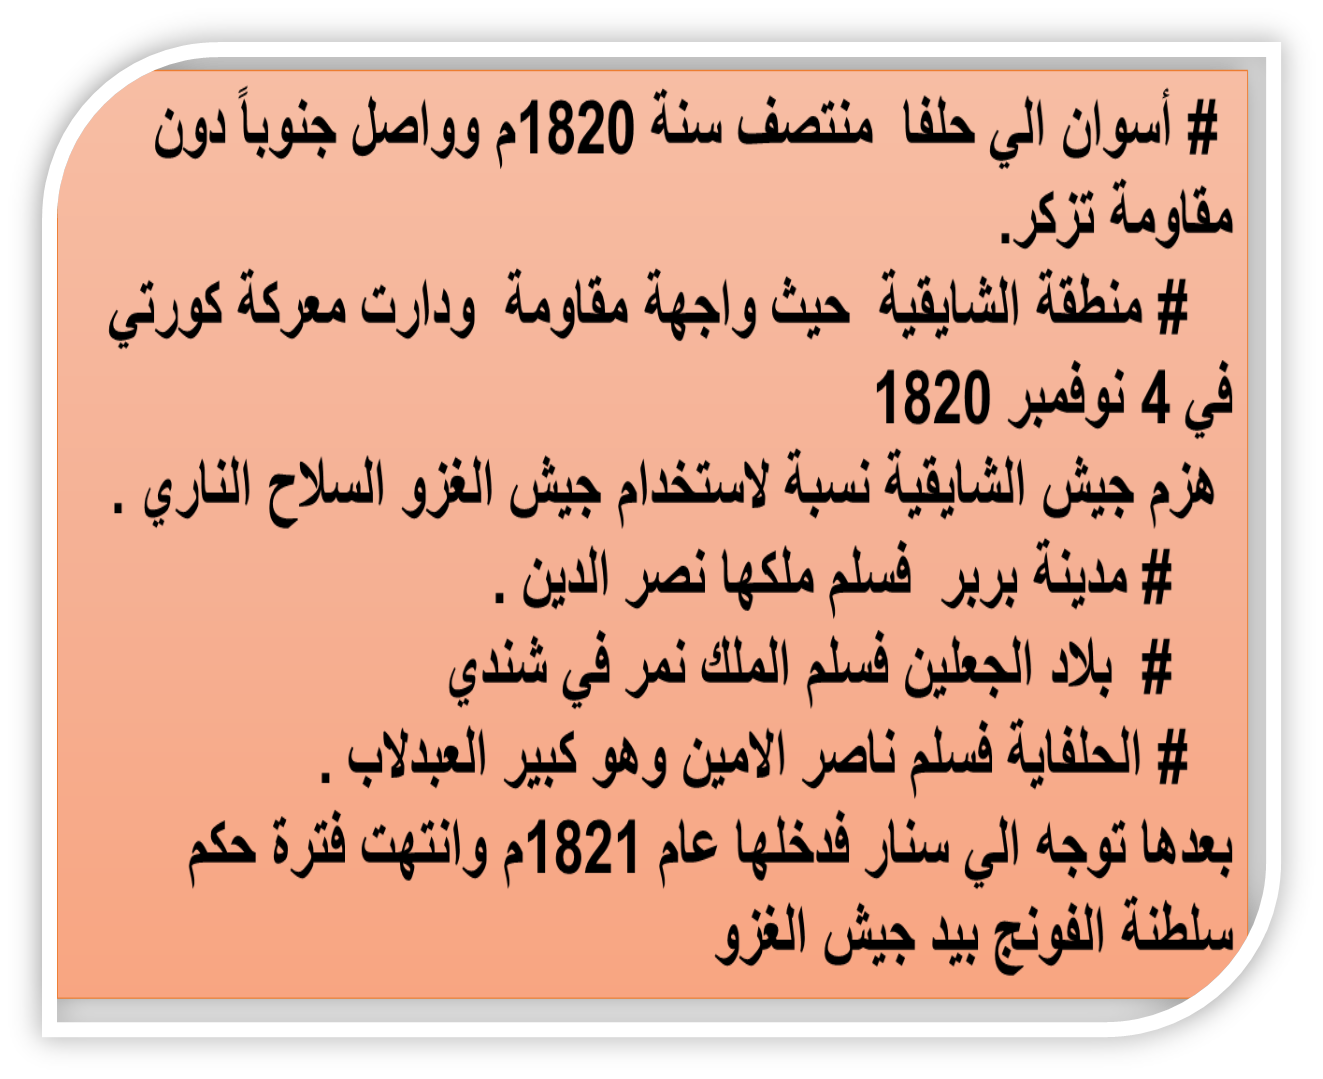 # أسوان الي حلفا منتصف سنة 1820م وواصل جنوباً دون
مقاومة تزكر.
# منطقة الشايقية حيث واجهة مقاومة ودارت معركة كورتي
في 4 نوفمبر 1820
هزم جيش الشايقية نسبة لاستخدام جيش الغزو السلاح الناري .
# مدينة بربر فسلم ملكها نصر الدين .
# بلاد الجعلين فسلم الملك نمر في شندي
# الحلفاية فسلم ناصر الامين وهو كبير العبدلاب .
بعدها توجه الي سنار فدخلها عام 1821م وانتهت فترة حكم
سلطنة الفونج بيد جيش الغزو